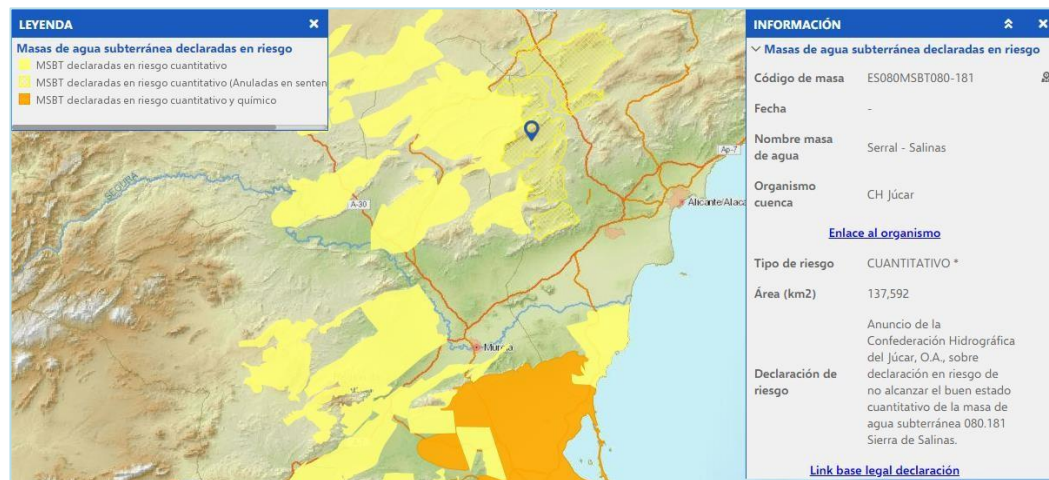 LEYENDA
Masas de agua subterránea declaradas en riesgo
MSBT declaradas en riesgo cuantitativo
MSBT declaradas en riesgo cuantitativo (Anuladas en senten
MSBT declaradas en riesgo cuantitativo y químico
SEGURA
A-30
Ap-7
Alicante/Alaca
Murcia
INFORMACIÓN
Masas de agua subterránea declaradas en riesgo
Código de masa ES080MSBT080-181
Fecha -
Nombre masa
de agua
Serral - Salinas
Organismo
cuenca
CH Júcar
Enlace al organismo
Tipo de riesgo CUANTITATIVO *
Área (km2) 137,592
Declaración de
riesgo
Anuncio de la
Confederación Hidrográfica
del Júcar, O.A., sobre
declaración en riesgo de
no alcanzar el buen estado
cuantitativo de la masa de
agua subterránea 080.181
Sierra de Salinas.
Link base legal declaración